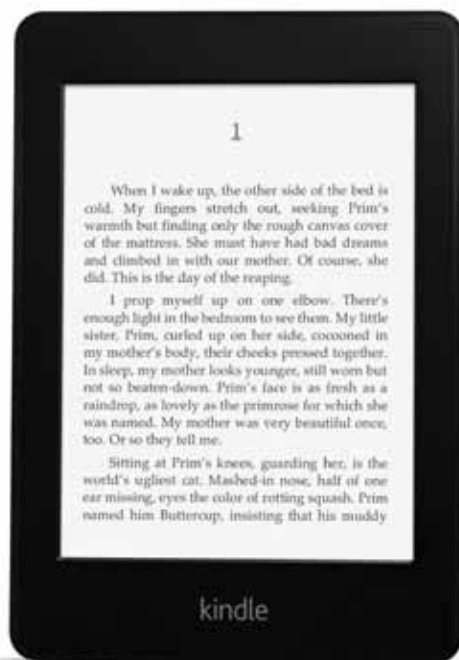 1
When I wake up, the other side of the bed is
cold. My fingers stretch out, seeking Prim's
warmth but finding only the rough canvas cover
of the mattress. She must have had bad dreams
and climbed in with our mother. Of course, she
did. This is the day of the reaping.
I prop myself up on one elbow. There's
enough light in the bedroom to see them. My little
sister, Prim, curled up on her side, cocooned in
my mother's body, their cheeks pressed together.
In sleep, my mother looks younger, still worn but
not so beaten-down. Prim's face is as fresh as a
raindrop, as lovely as the primrose for which she
was named. My mother was very beautiful once,
too. Or so they tell me.
Sitting at Prim's knees, guarding her, is the
world's ugliest cat. Mashed-in nose, half of one
ear missing, eyes the color of rotting squash. Prim
named him Buttercup, insisting that his muddy
kindle